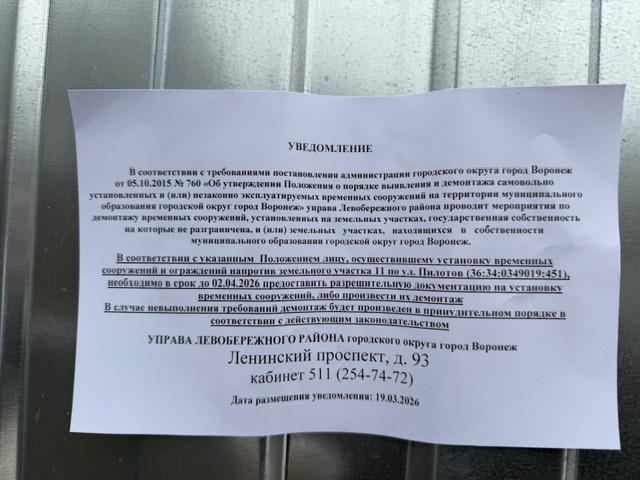 УВЕДОМЛЕНИЕ
В соответствии с требованиями постановления администрации городского округа город Воронеж
от 05.10.2015 № 760 «Об утверждении Положения о порядке выявления и демонтажа самовольно
установленных и (или) незаконно эксплуатируемых временных сооружений на территории муниципального
образования городской округ город Воронеж» управа Левобережного района проводит мероприятия по
демонтажу временных сооружений, установленных на земельных участках, государственная собственность
на которые не разграничена, и (или) земельных участках, находящихся в собственности
муниципального образования городской округ город Воронеж.
В соответствии с указанным Положением лицу, осуществившему установку временных
сооружений и ограждений напротив земельного участка 11 по ул. Пилотов (36:34:0349019:451),
необходимо в срок до 02.04.2026 предоставить разрешительную документацию на установку
временных сооружений, либо произвести их демонтаж
В случае невыполнения требований демонтаж будет произведен в принудительном порядке в
соответствии с действующим законодательством
УПРАВА ЛЕВОБЕРЕЖНОГО РАЙОНА городского округа город Воронеж
Ленинский проспект, д. 93
кабинет 511 (254-74-72)
Дата размещения уведомления: 19.03.2026